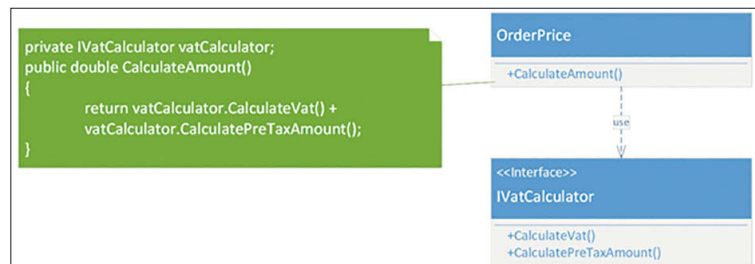 private IVatCalculator vatCalculator;
public double CalculateAmount()
{
return vatCalculator.CalculateVat() +
vatCalculator.CalculatePreTaxAmount();
}
OrderPrice
+CalculateAmount()
use
<<Interface>>
IVatCalculator
+CalculateVat()
+CalculatePreTaxAmount()